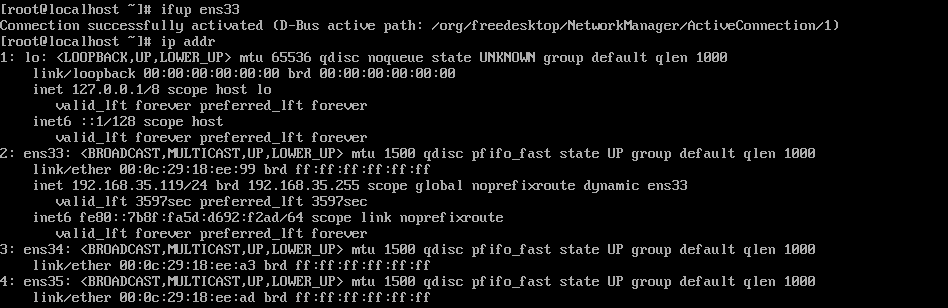 [root@localhost ~]# ifup ens33
Connection successfully activated (D-Bus active path: /org/freedesktop/NetworkManager/ActiveConnection/1)
[root@localhost ~]# ip addr
1: lo: <LOOPBACK,UP,LOWER_UP> mtu 65536 qdisc noqueue state UNKNOWN group default qlen 1000
    link/loopback 00:00:00:00:00:00 brd 00:00:00:00:00:00
    inet 127.0.0.1/8 scope host lo
       valid_lft forever preferred_lft forever
    inet6 ::1/128 scope host
       valid_lft forever preferred_lft forever
2: ens33: <BROADCAST,MULTICAST,UP,LOWER_UP> mtu 1500 qdisc pfifo_fast state UP group default qlen 1000
    link/ether 00:0c:29:18:ee:99 brd ff:ff:ff:ff:ff:ff
    inet 192.168.35.119/24 brd 192.168.35.255 scope global noprefixroute dynamic ens33
       valid_lft 3597sec preferred_lft 3597sec
    inet6 fe80::7b8f:fa5d:d692:f2ad/64 scope link noprefixroute
       valid_lft forever preferred_lft forever
3: ens34: <BROADCAST,MULTICAST,UP,LOWER_UP> mtu 1500 qdisc pfifo_fast state UP group default qlen 1000
    link/ether 00:0c:29:18:ee:a3 brd ff:ff:ff:ff:ff:ff
4: ens35: <BROADCAST,MULTICAST,UP,LOWER_UP> mtu 1500 qdisc pfifo_fast state UP group default qlen 1000
    link/ether 00:0c:29:18:ee:ad brd ff:ff:ff:ff:ff:ff